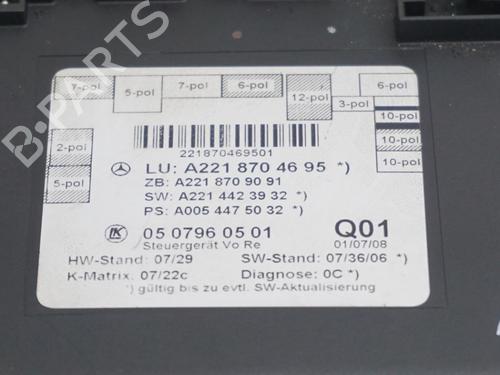 7-pol 5-pol 7-pol 6-pol 12-pol 3-pol 6-pol
10-pol
2-pol 10-pol
5-pol 10-pol
221870469501
LU: A221 870 46 95 *)
ZB: A221 870 90 91
SW: A221 442 39 32 *)
PS: A005 447 50 32 *)
IK 05 0796 05 01 Q01
Steuergerät Vo Re 01/07/08
HW-Stand: 07/29 SW-Stand: 07/36/06 *)
K-Matrix: 07/22c Diagnose: 0C *)
*) gültig bis zu evtl. SW-Aktualisierung
B-PARTS